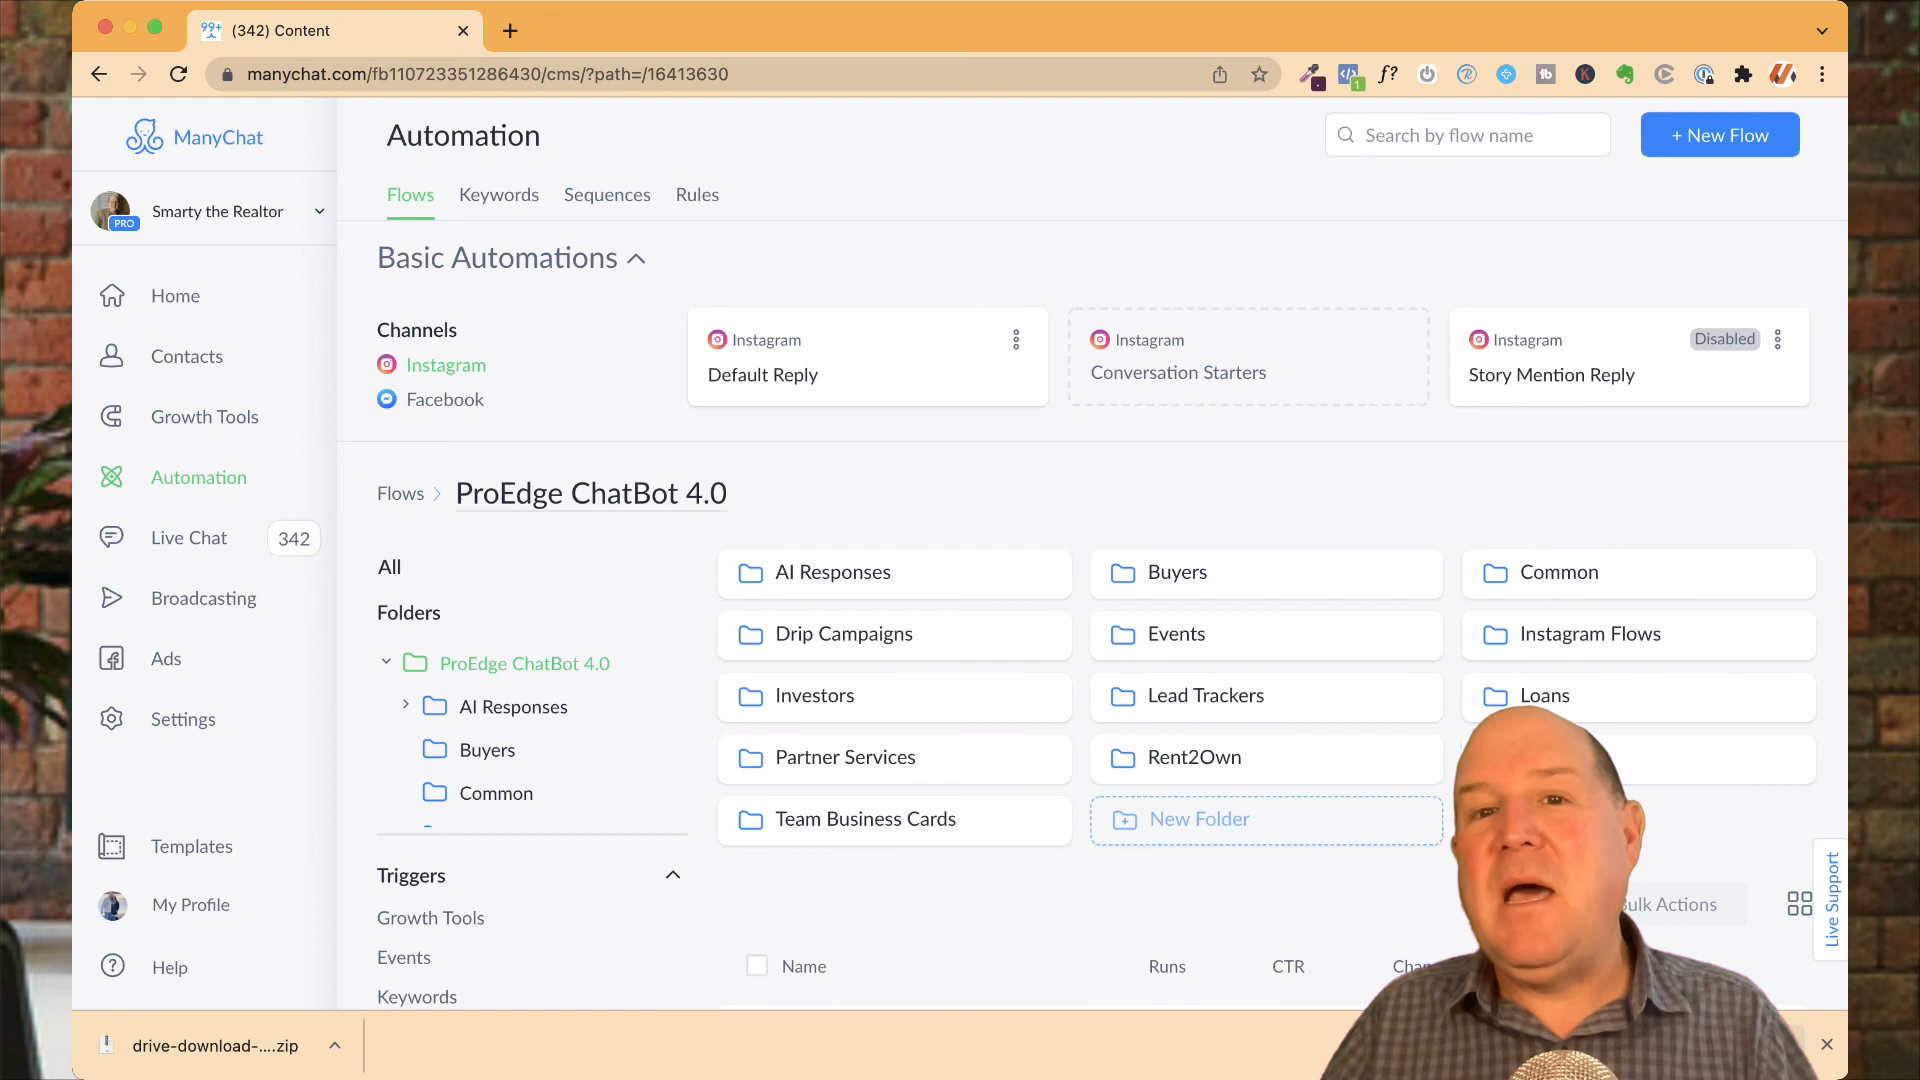 99+
(342) Content
manychat.com/fb110723351286430/cms/?path=/16413630
ManyChat
Automation
Search by flow name
+ New Flow
PRO
Smarty the Realtor
Flows
Keywords
Sequences
Rules
Basic Automations
Home
Contacts
Growth Tools
Automation
Live Chat
342
Broadcasting
Ads
Settings
Templates
My Profile
Help
Channels
Instagram
Facebook
Instagram
Default Reply
Instagram
Conversation Starters
Instagram
Disabled
Story Mention Reply
Flows
ProEdge ChatBot 4.0
All
Folders
ProEdge ChatBot 4.0
AI Responses
Buyers
Common
AI Responses
Buyers
Common
Drip Campaigns
Events
Instagram Flows
Investors
Lead Trackers
Loans
Partner Services
Rent2Own
Team Business Cards
New Folder
Triggers
Growth Tools
Events
Keywords
Bulk Actions
Name
Runs
CTR
Live Support
drive-download-....zip